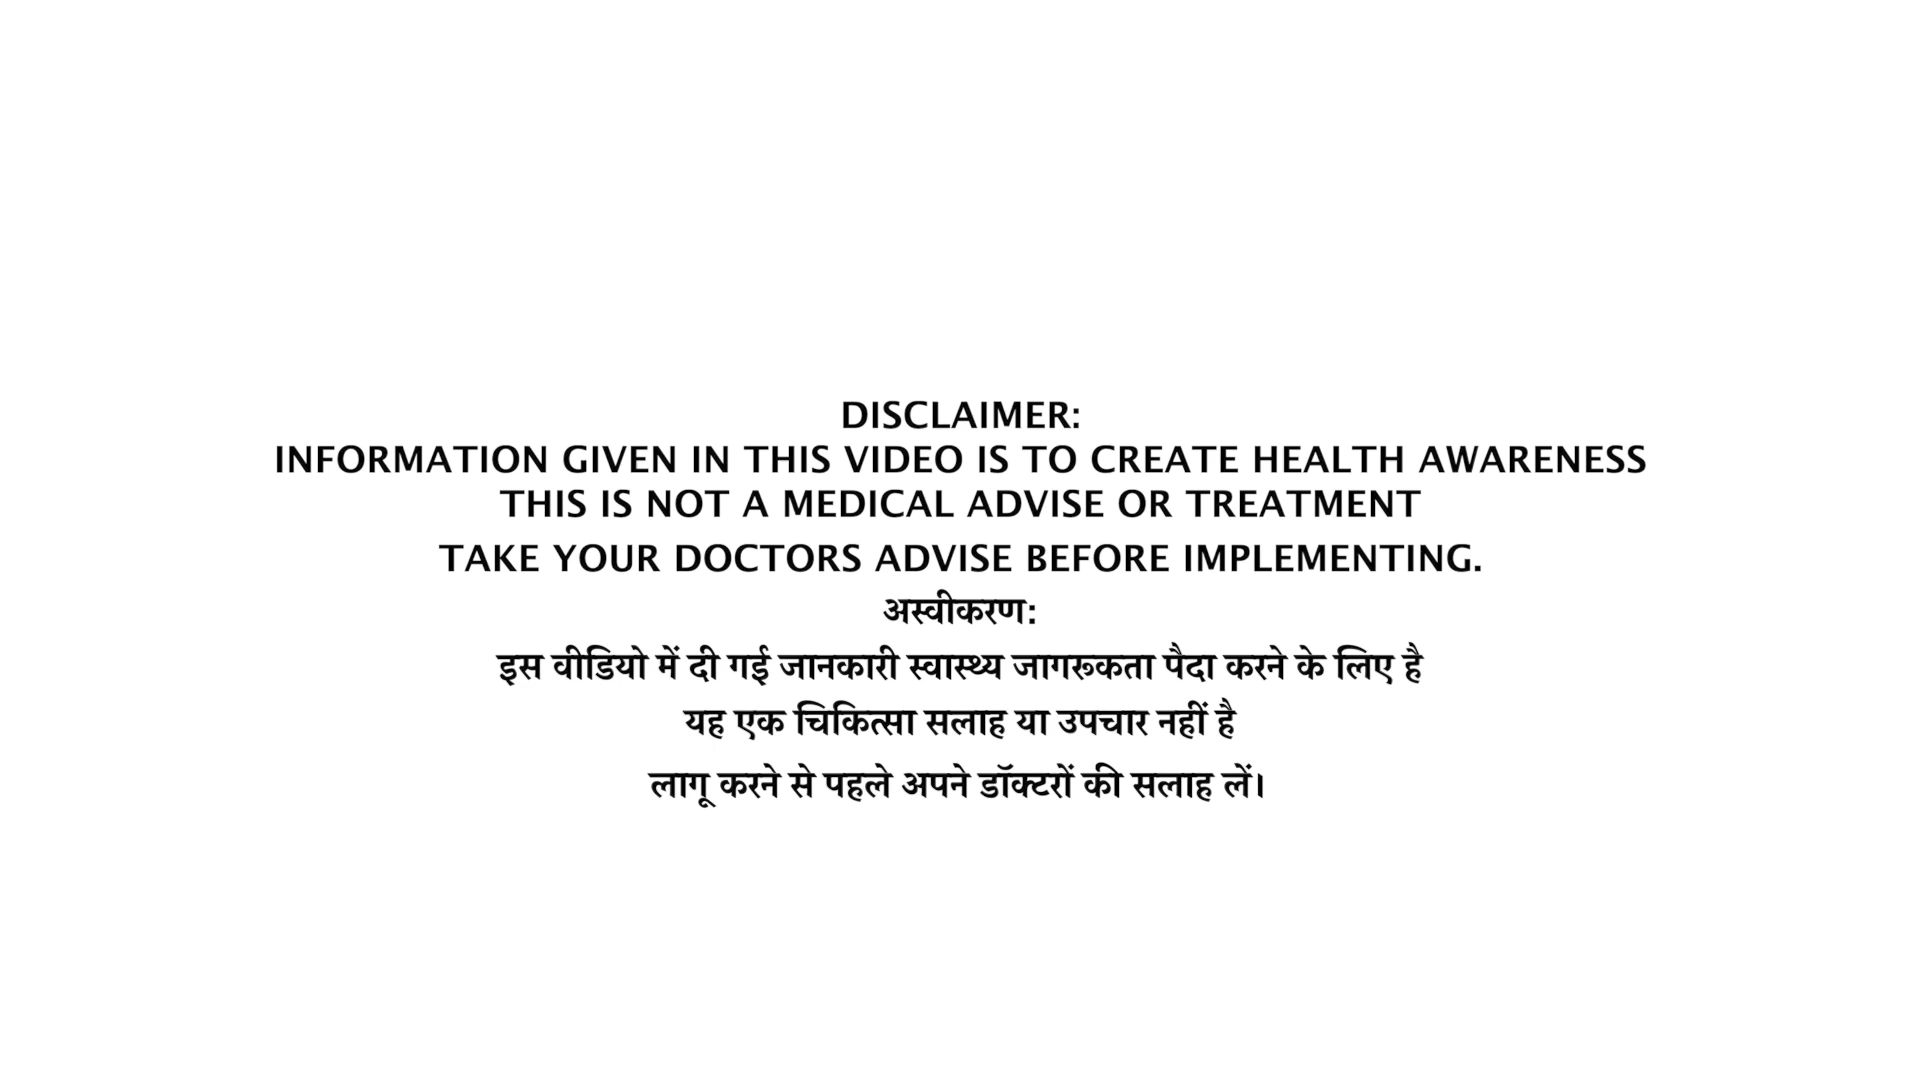 DISCLAIMER:
INFORMATION GIVEN IN THIS VIDEO IS TO CREATE HEALTH AWARENESS
THIS IS NOT A MEDICAL ADVISE OR TREATMENT
TAKE YOUR DOCTORS ADVISE BEFORE IMPLEMENTING.
अस्वीकरण:
इस वीडियो में दी गई जानकारी स्वास्थ्य जागरूकता पैदा करने के लिए है
यह एक चिकित्सा सलाह या उपचार नहीं है
लागू करने से पहले अपने डॉक्टरों की सलाह लें।